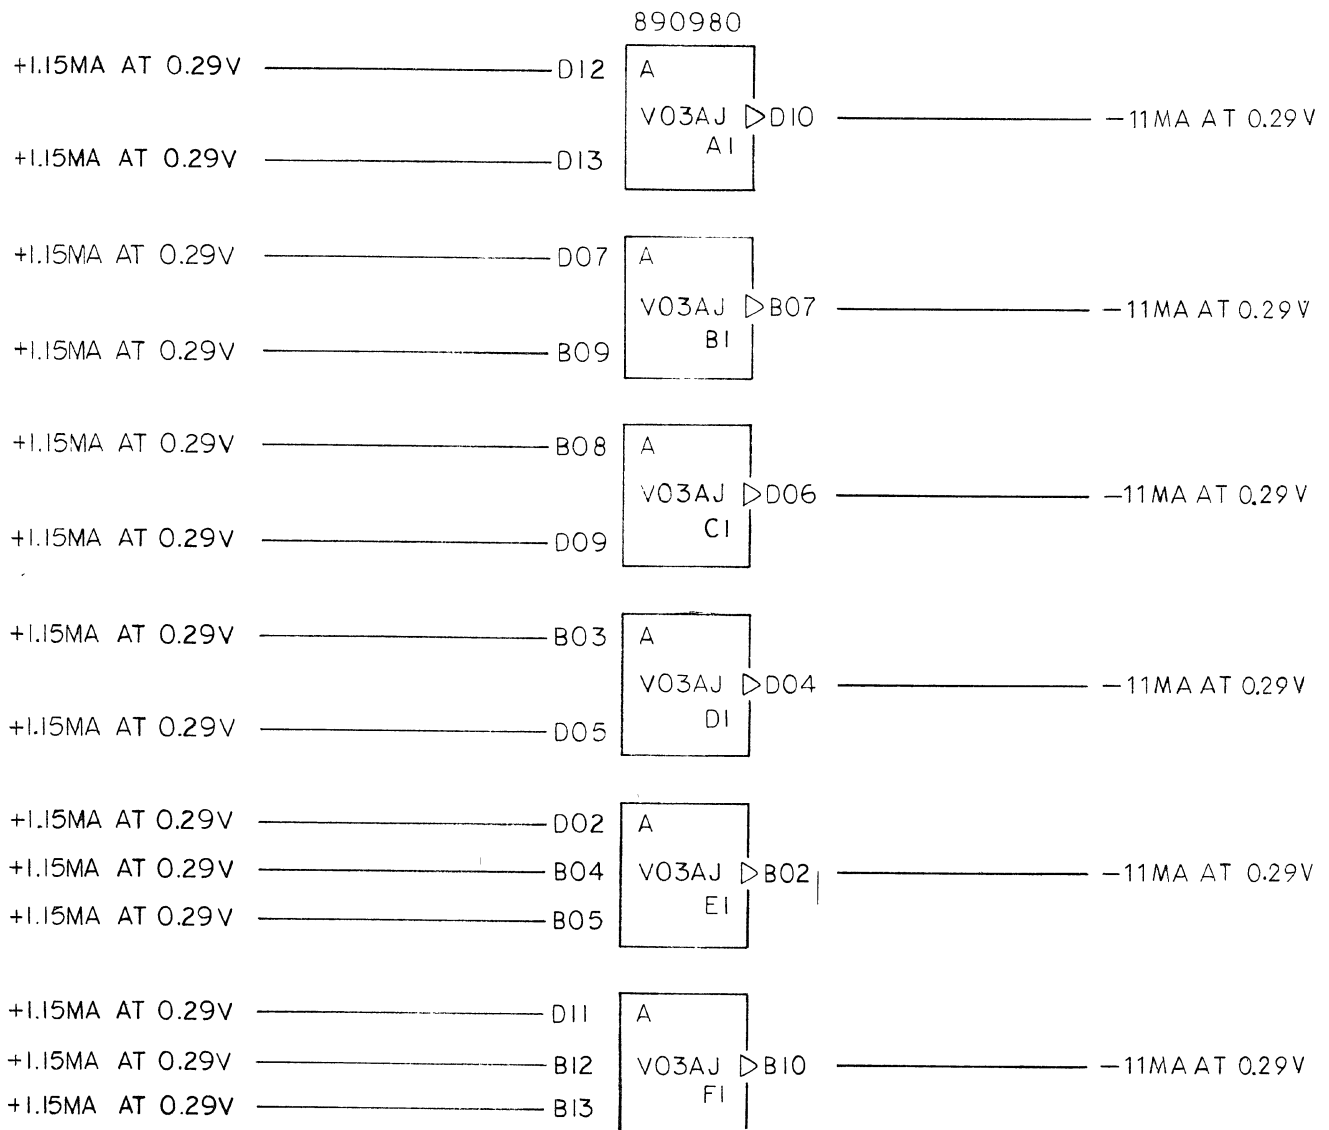 890980
+1.15MA AT 0.29V D12 A
V03AJ D10 -11MA AT 0.29V
A1
+1.15MA AT 0.29V D13
+1.15MA AT 0.29V D07 A
V03AJ B07 -11MA AT 0.29V
B1
+1.15MA AT 0.29V B09
+1.15MA AT 0.29V B08 A
V03AJ D06 -11MA AT 0.29V
C1
+1.15MA AT 0.29V D09
+1.15MA AT 0.29V B03 A
V03AJ D04 -11MA AT 0.29V
D1
+1.15MA AT 0.29V D05
+1.15MA AT 0.29V D02 A
+1.15MA AT 0.29V B04 V03AJ B02 -11MA AT 0.29V
E1
+1.15MA AT 0.29V B05
+1.15MA AT 0.29V D11 A
+1.15MA AT 0.29V B12 V03AJ B10 -11MA AT 0.29V
F1
+1.15MA AT 0.29V B13